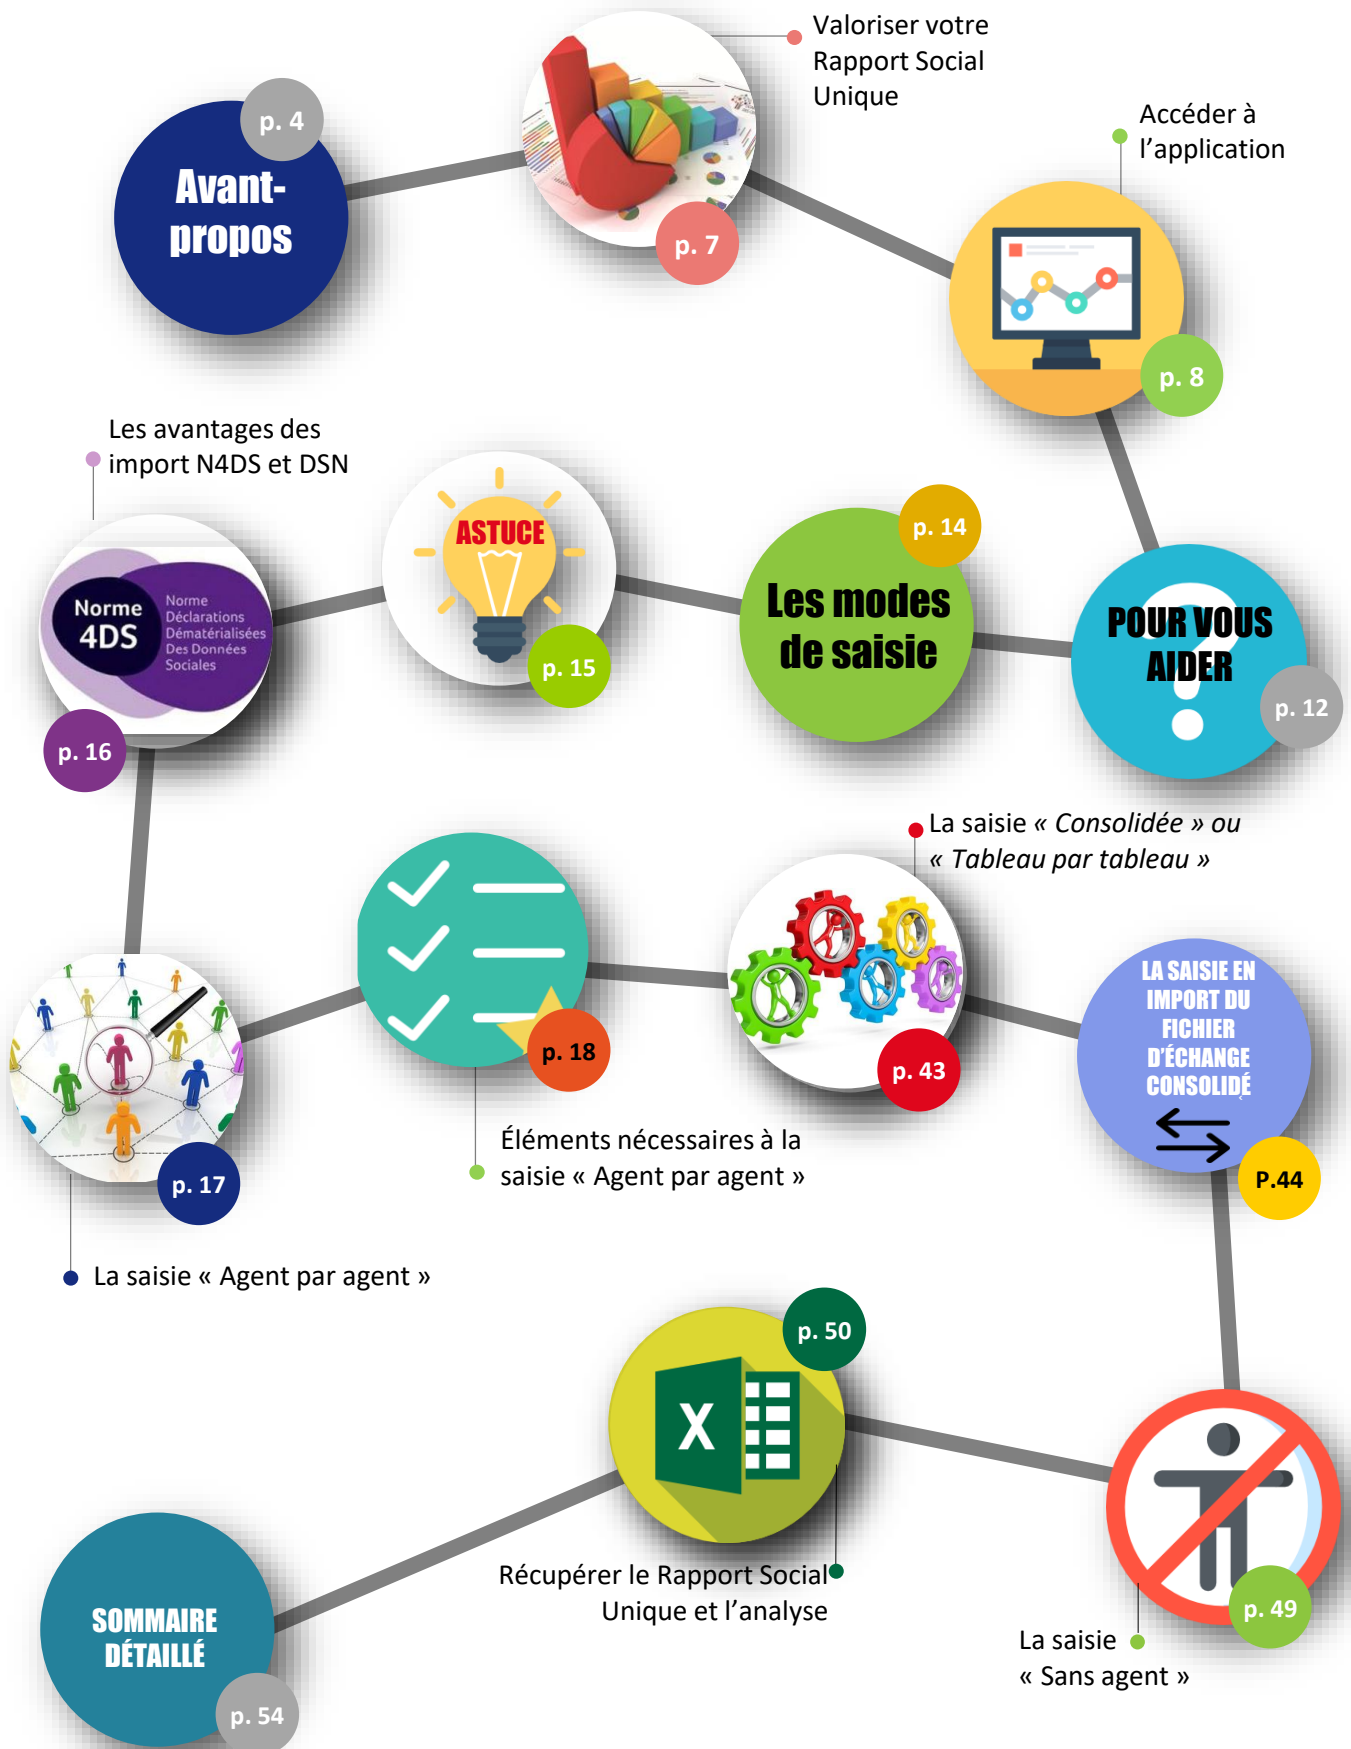 p. 4
Avant-
propos
Valoriser votre
Rapport Social
Unique
p. 7
Accéder à
l’application
p. 8
POUR VOUS
AIDER
p. 12
p. 14
Les modes
de saisie
ASTUCE
p. 15
Les avantages des
import N4DS et DSN
Norme
4DS
Norme
Déclarations
Dématérialisées
Des Données
Sociales
p. 16
p. 17
La saisie « Agent par agent »
p. 18
Éléments nécessaires à la
saisie « Agent par agent »
La saisie « Consolidée » ou
« Tableau par tableau »
p. 43
LA SAISIE EN
IMPORT DU
FICHIER
D’ÉCHANGE
CONSOLIDÉ
P.44
p. 49
La saisie
« Sans agent »
p. 50
X
Récupérer le Rapport Social
Unique et l’analyse
SOMMAIRE
DÉTAILLÉ
p. 54